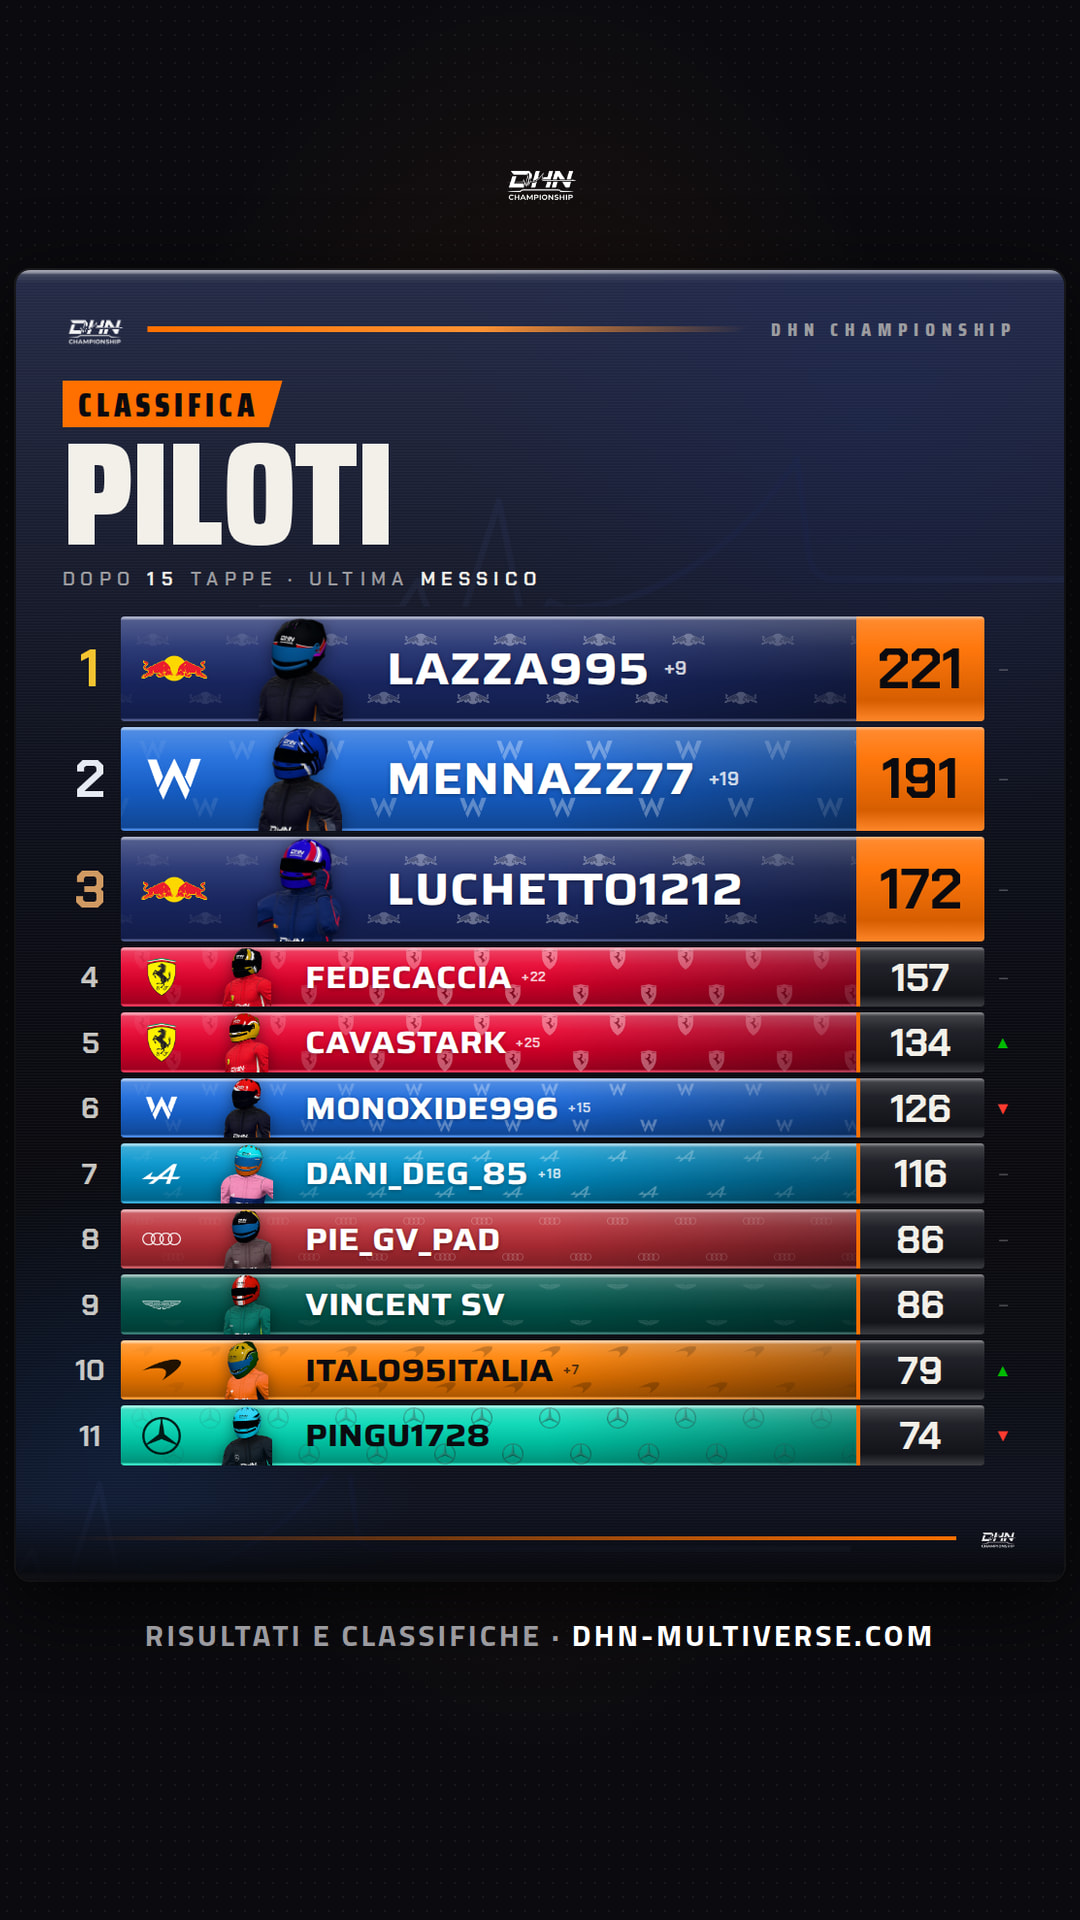 DHN
CHAMPIONSHIP
DHN
CHAMPIONSHIP
DHN CHAMPIONSHIP
CLASSIFICA
PILOTI
DOPO 15 TAPPE · ULTIMA MESSICO
1 LAZZA995 +9 221 –
2 W MENNAZZ77 +19 191 –
3 LUCHETTO1212 172 –
4 FEDECACCIA +22 157 –
5 CAVASTARK +25 134 ▲
6 W MONOXIDE996 +15 126 ▼
7 A DANI_DEG_85 +18 116 –
8 PIE_GV_PAD 86 –
9 VINCENT SV 86 –
10 ITALO95ITALIA +7 79 ▲
11 PINGU1728 74 ▼
DHN
CHAMPIONSHIP
RISULTATI E CLASSIFICHE · DHN-MULTIVERSE.COM